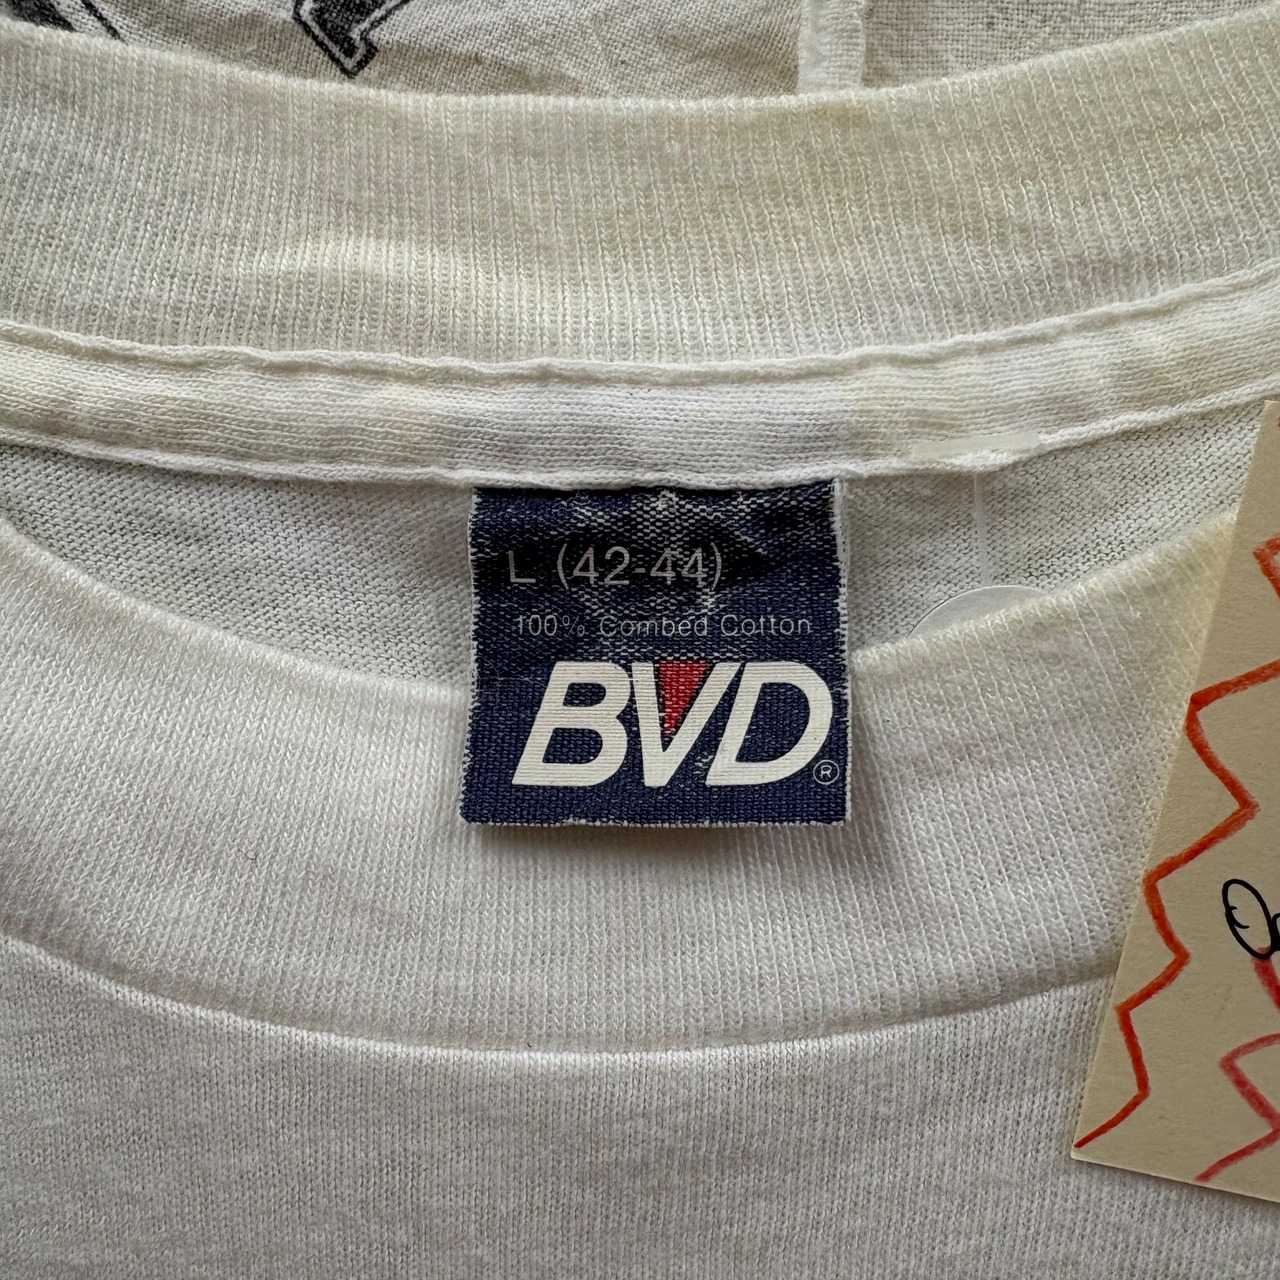 L (42-44)
100% Combed Cotton
BVD®